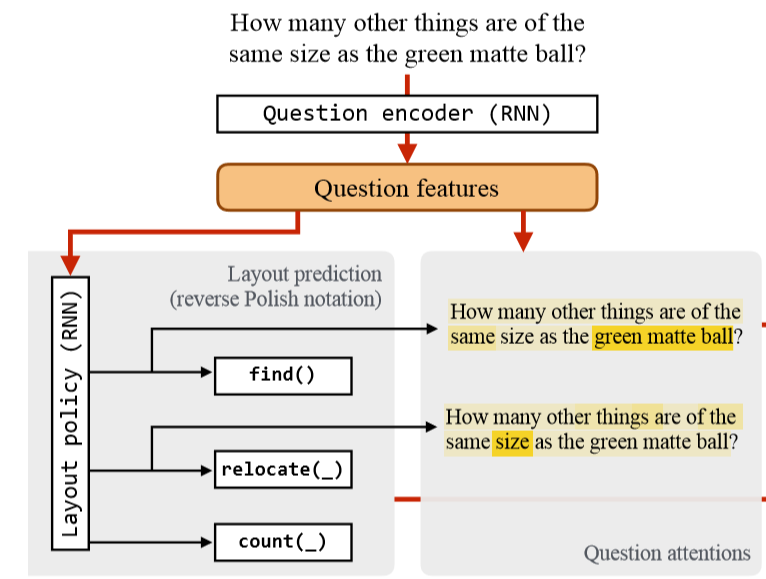 How many other things are of the
same size as the green matte ball?
Question encoder (RNN)
Question features
Layout prediction
(reverse Polish notation)
Layout policy (RNN)
find()
relocate(_)
count(_)
How many other things are of the
same size as the green matte ball?
How many other things are of the
same size as the green matte ball?
Question attentions